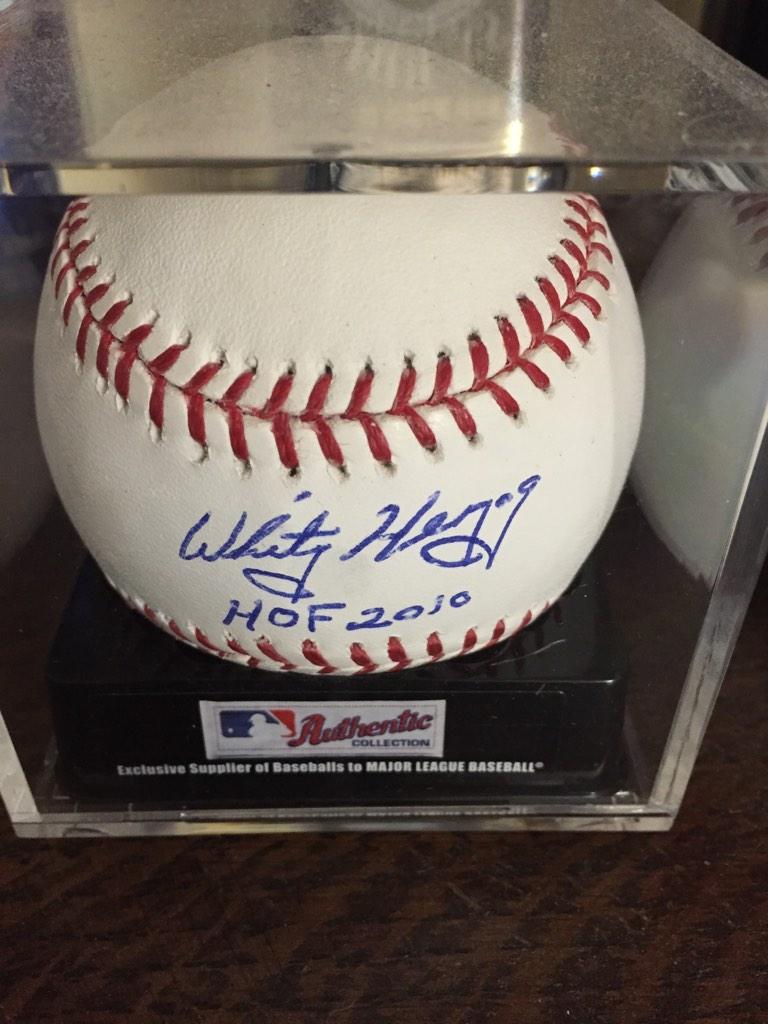 Whitey Herzog
HOF 2010
Authentic
COLLECTION
Exclusive Supplier of Baseballs to MAJOR LEAGUE BASEBALL®